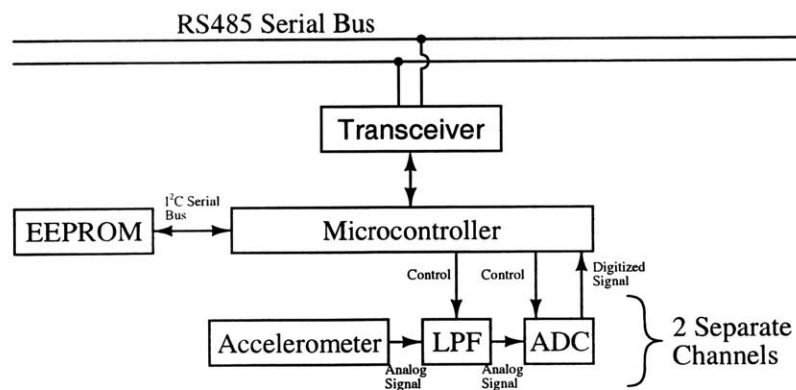 RS485 Serial Bus
Transceiver
I²C Serial
Bus
EEPROM
Microcontroller
Control
Control
Digitized
Signal
Accelerometer
LPF
ADC
2 Separate
Channels
Analog
Signal
Analog
Signal